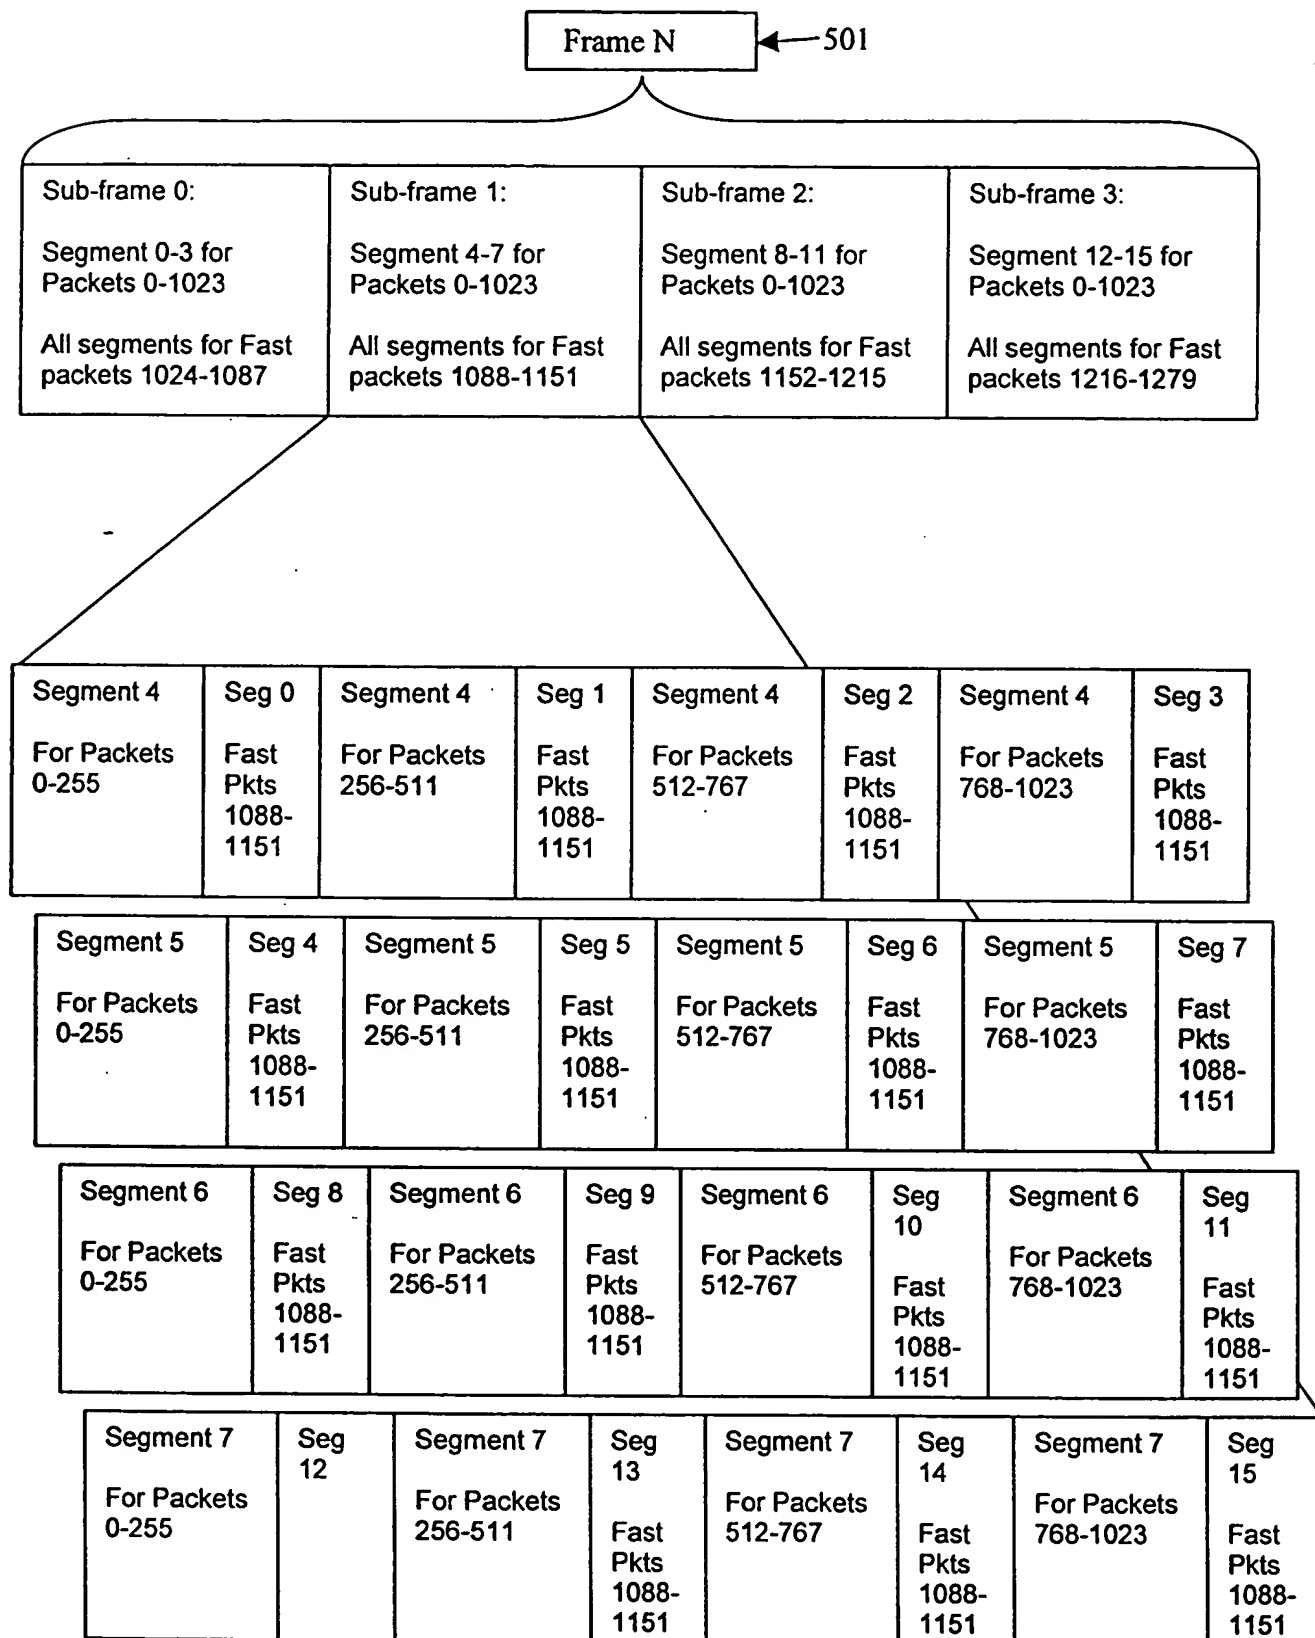 Frame N
501
Sub-frame 0:
Segment 0-3 for
Packets 0-1023
All segments for Fast
packets 1024-1087
Sub-frame 1:
Segment 4-7 for
Packets 0-1023
All segments for Fast
packets 1088-1151
Sub-frame 2:
Segment 8-11 for
Packets 0-1023
All segments for Fast
packets 1152-1215
Sub-frame 3:
Segment 12-15 for
Packets 0-1023
All segments for Fast
packets 1216-1279
Segment 4
For Packets
0-255
Seg 0
Fast
Pkts
1088-
1151
Segment 4
For Packets
256-511
Seg 1
Fast
Pkts
1088-
1151
Segment 4
For Packets
512-767
Seg 2
Fast
Pkts
1088-
1151
Segment 4
For Packets
768-1023
Seg 3
Fast
Pkts
1088-
1151
Segment 5
For Packets
0-255
Seg 4
Fast
Pkts
1088-
1151
Segment 5
For Packets
256-511
Seg 5
Fast
Pkts
1088-
1151
Segment 5
For Packets
512-767
Seg 6
Fast
Pkts
1088-
1151
Segment 5
For Packets
768-1023
Seg 7
Fast
Pkts
1088-
1151
Segment 6
For Packets
0-255
Seg 8
Fast
Pkts
1088-
1151
Segment 6
For Packets
256-511
Seg 9
Fast
Pkts
1088-
1151
Segment 6
For Packets
512-767
Seg
10
Fast
Pkts
1088-
1151
Segment 6
For Packets
768-1023
Seg
11
Fast
Pkts
1088-
1151
Segment 7
For Packets
0-255
Seg
12
Segment 7
For Packets
256-511
Seg
13
Fast
Pkts
1088-
1151
Segment 7
For Packets
512-767
Seg
14
Fast
Pkts
1088-
1151
Segment 7
For Packets
768-1023
Seg
15
Fast
Pkts
1088-
1151